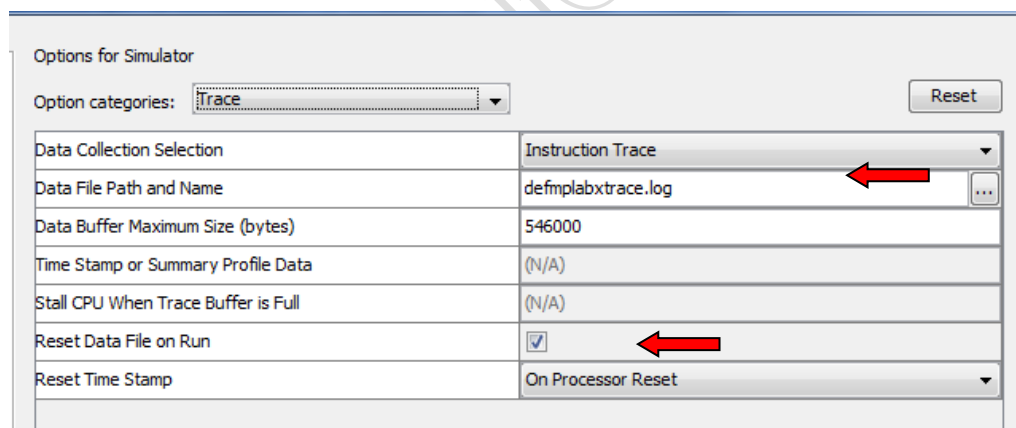 Options for Simulator
Option categories: Trace Reset
Data Collection Selection Instruction Trace
Data File Path and Name defmplabxtrace.log ...
Data Buffer Maximum Size (bytes) 546000
Time Stamp or Summary Profile Data (N/A)
Stall CPU When Trace Buffer is Full (N/A)
Reset Data File on Run
Reset Time Stamp On Processor Reset